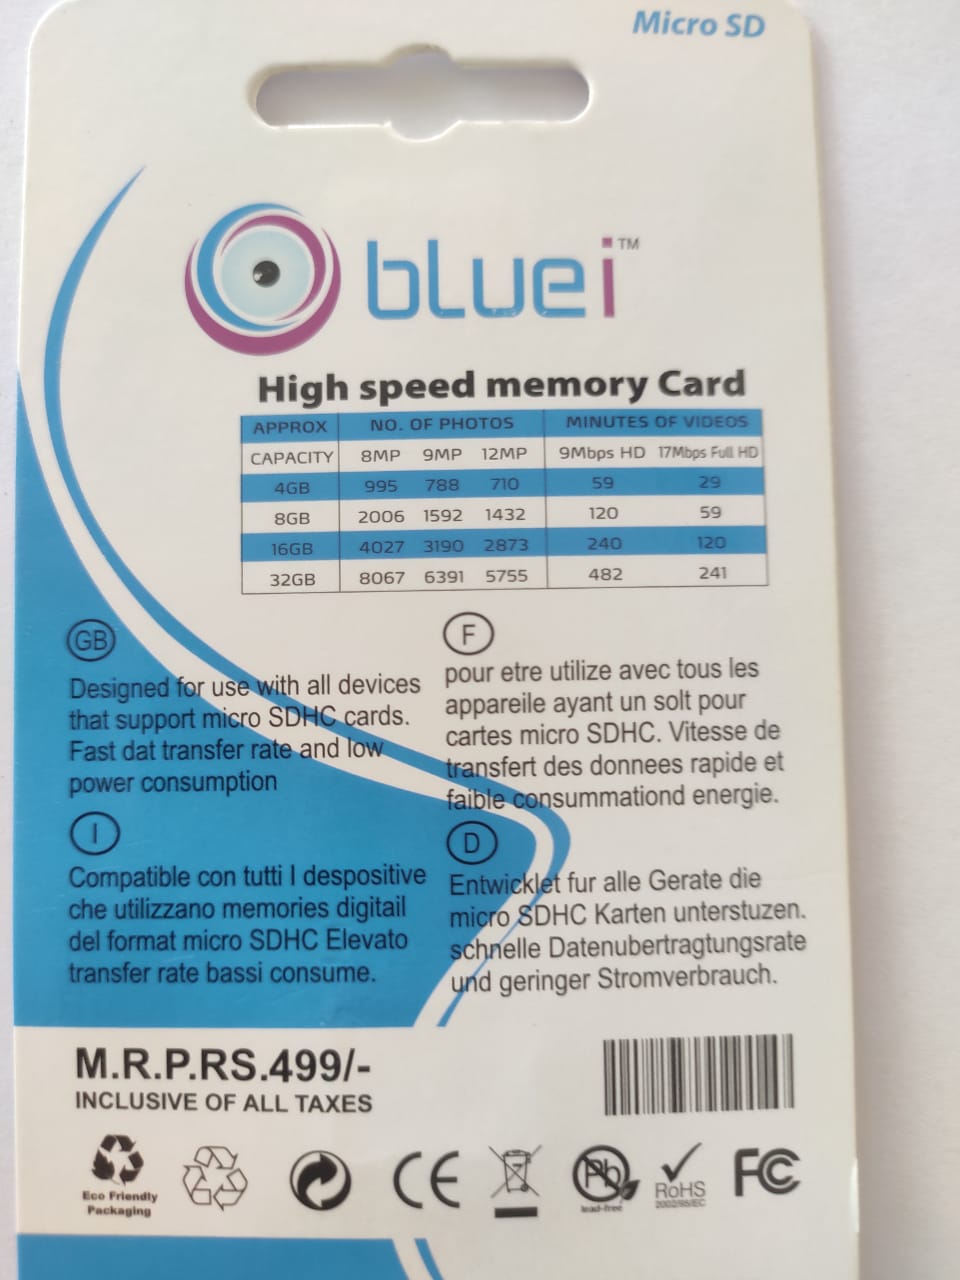 Micro SD
bluei™
High speed memory Card
APPROX NO. OF PHOTOS MINUTES OF VIDEOS
CAPACITY 8MP 9MP 12MP 9Mbps HD 17Mbps Full HD
4GB 995 788 710 59 29
8GB 2006 1592 1432 120 59
16GB 4027 3190 2873 240 120
32GB 8067 6391 5755 482 241
GB
Designed for use with all devices
that support micro SDHC cards.
Fast dat transfer rate and low
power consumption
F
pour etre utilize avec tous les
appareile ayant un solt pour
cartes micro SDHC. Vitesse de
transfert des donnees rapide et
faible consummationd energie.
I
Compatible con tutti I despositive
che utilizzano memories digitail
del format micro SDHC Elevato
transfer rate bassi consume.
D
Entwicklet fur alle Gerate die
micro SDHC Karten unterstuzen.
schnelle Datenubertragtungsrate
und geringer Stromverbrauch.
M.R.P.RS.499/-
INCLUSIVE OF ALL TAXES
Eco Friendly
Packaging
CE
Pb
lead-free
RoHS
2002/95/EC
FC